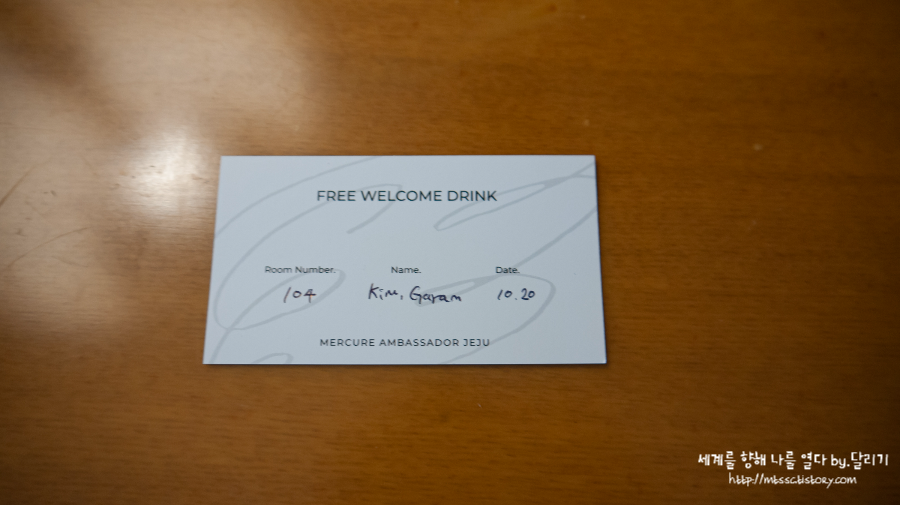 FREE WELCOME DRINK
Room Number. Name. Date.
104 Kim, Garam 10.20
MERCURE AMBASSADOR JEJU
세계를 향해 나를 열다 by.달리기
http://mtssc.tistory.com